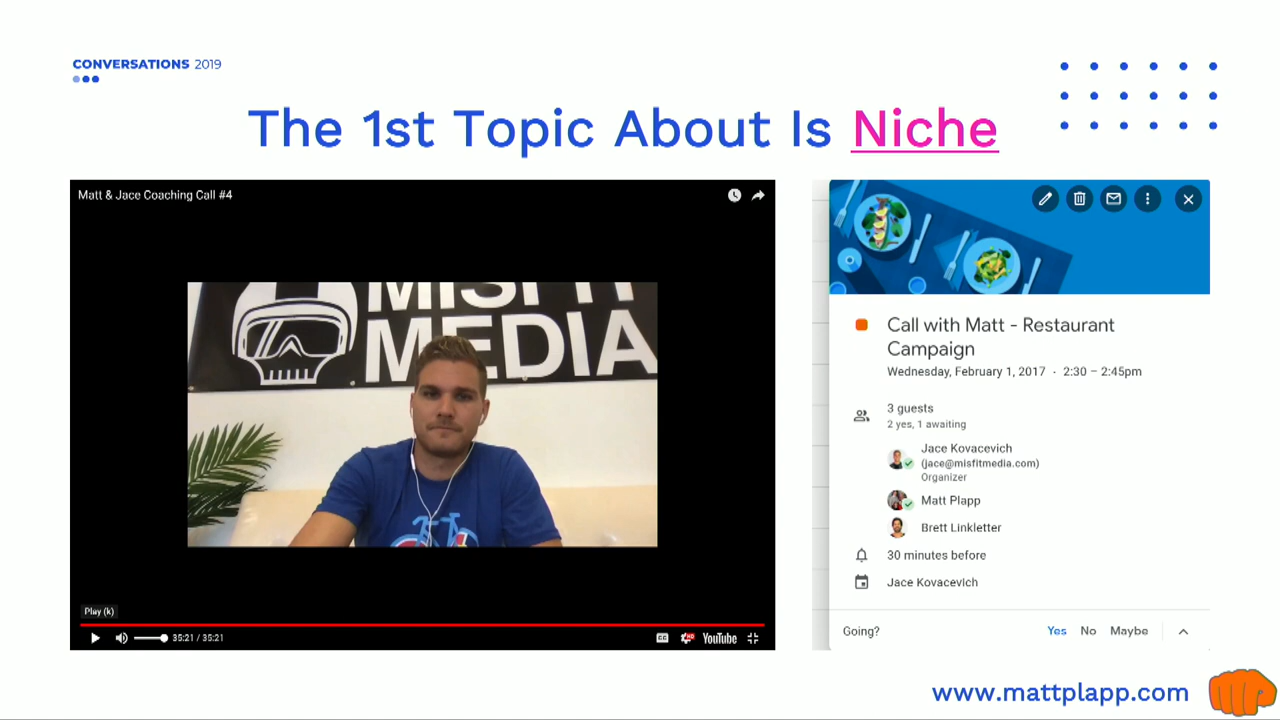 CONVERSATIONS 2019
The 1st Topic About Is Niche
Matt & Jace Coaching Call #4
MISFIT
MEDIA
Play (k)
35:21 / 35:21
CC
HD
YouTube
Call with Matt - Restaurant
Campaign
Wednesday, February 1, 2017 · 2:30 – 2:45pm
3 guests
2 yes, 1 awaiting
Jace Kovacevich
(jace@misfitmedia.com)
Organizer
Matt Plapp
Brett Linkletter
30 minutes before
Jace Kovacevich
Going?
Yes No Maybe
www.mattplapp.com